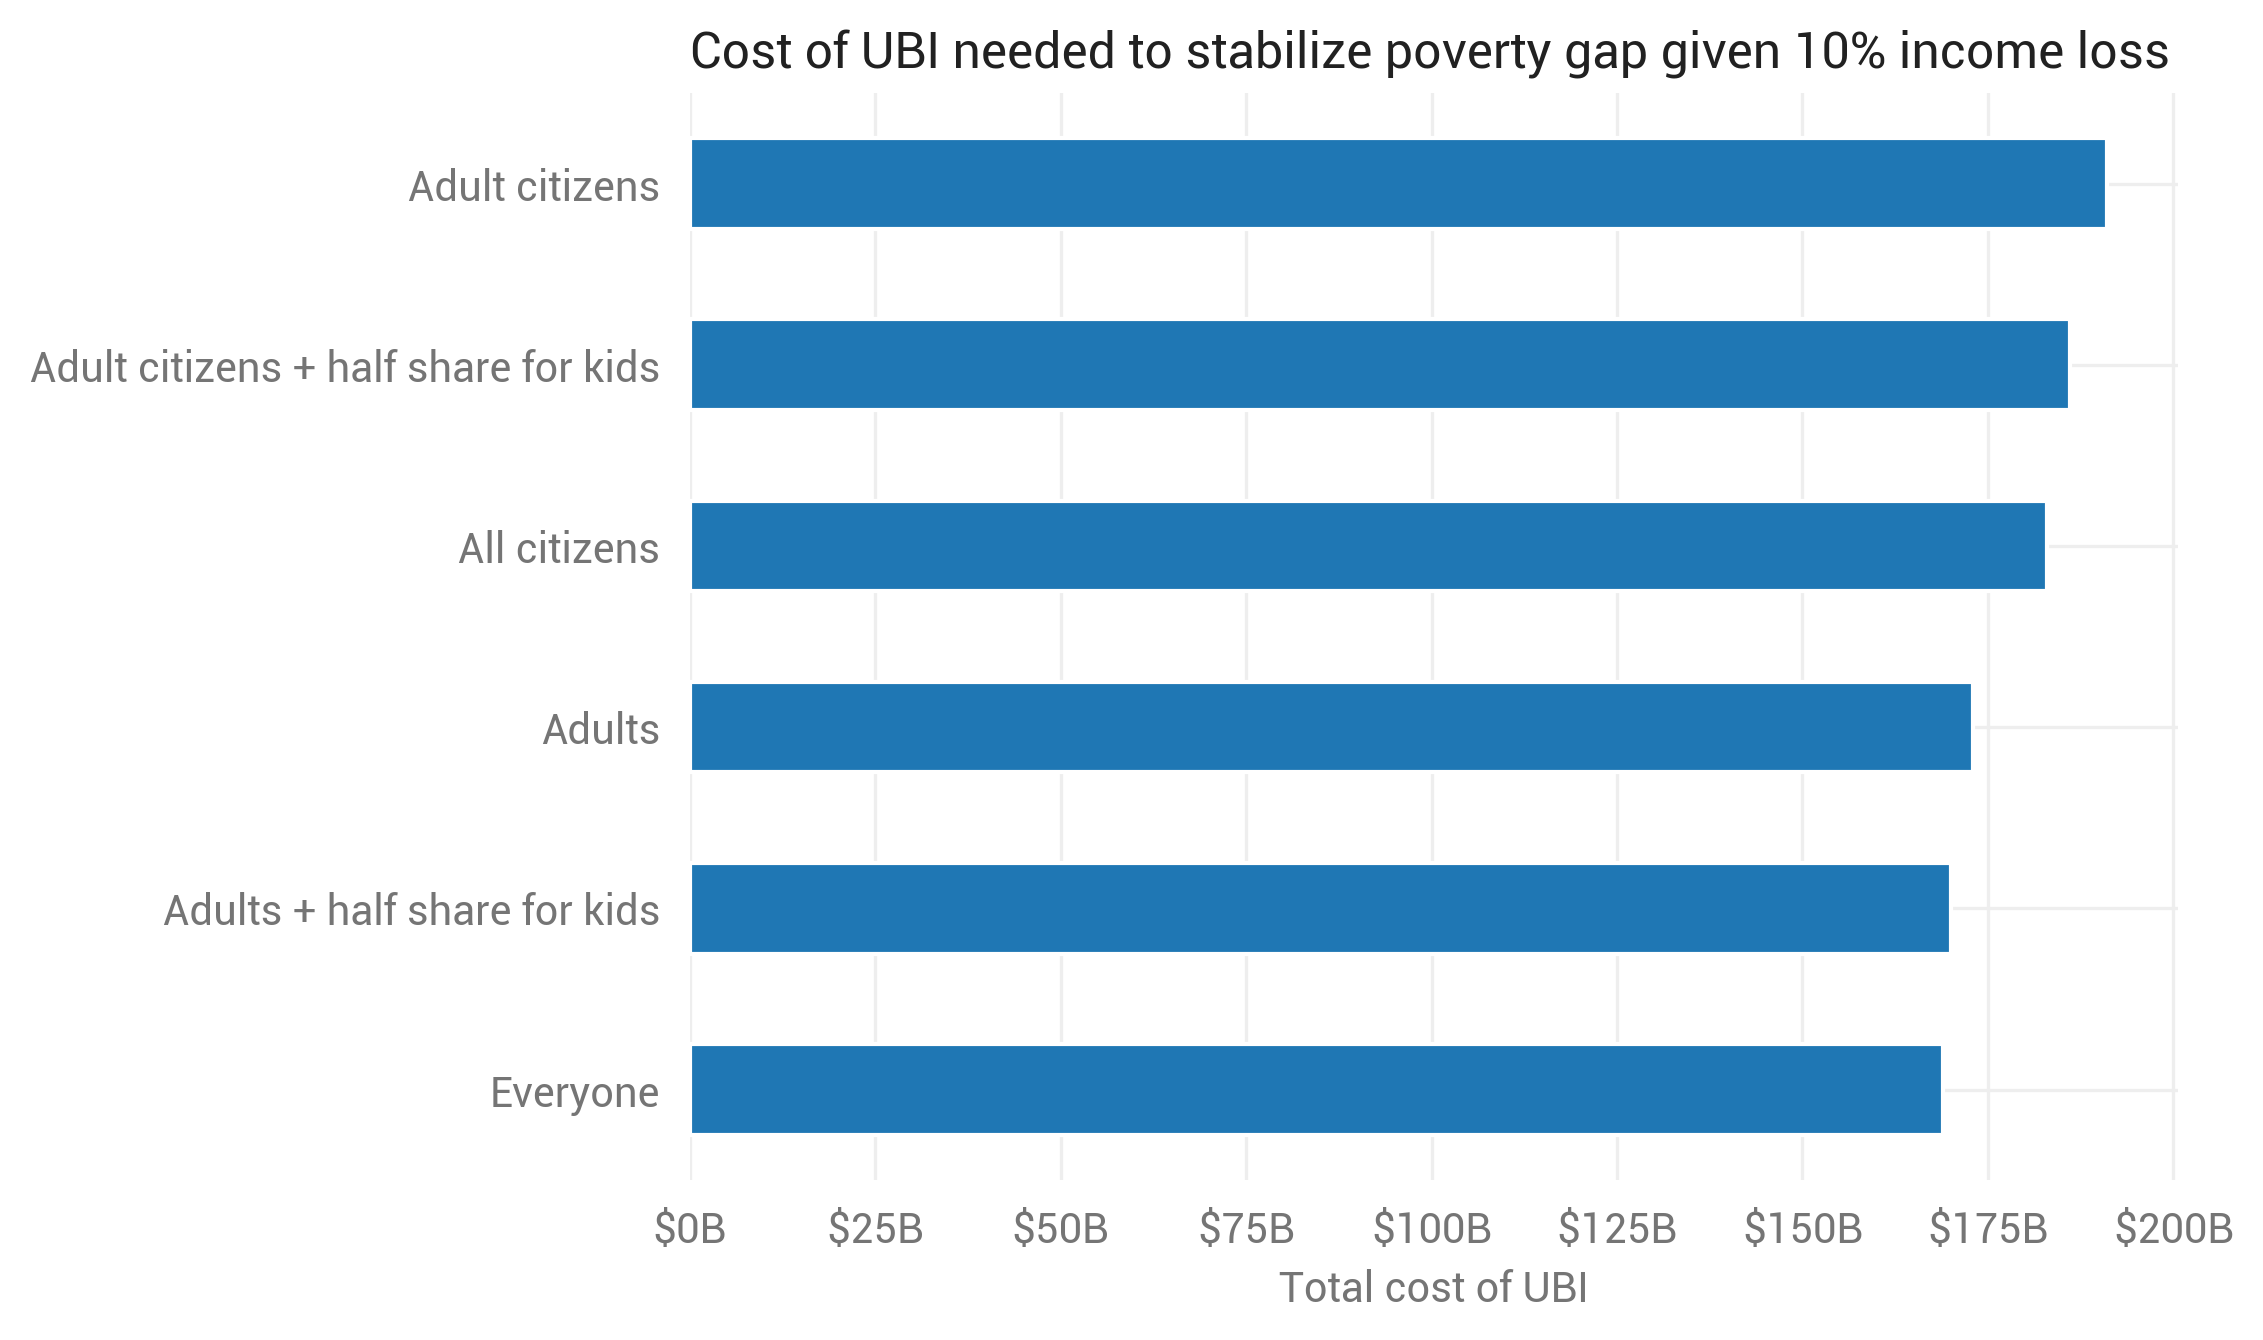 Cost of UBI needed to stabilize poverty gap given 10% income loss
Adult citizens
Adult citizens + half share for kids
All citizens
Adults
Adults + half share for kids
Everyone
$0B $25B $50B $75B $100B $125B $150B $175B $200B
Total cost of UBI